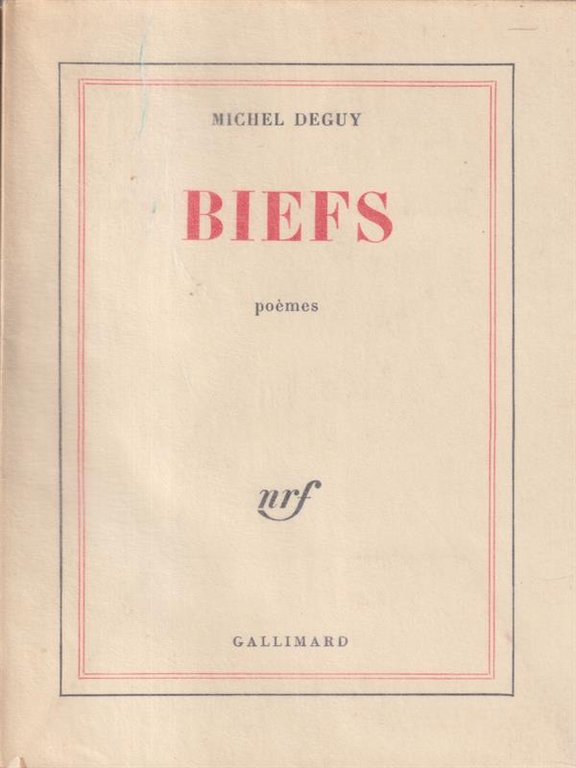 MICHEL DEGUY
BIEFS
poèmes
nrf
GALLIMARD